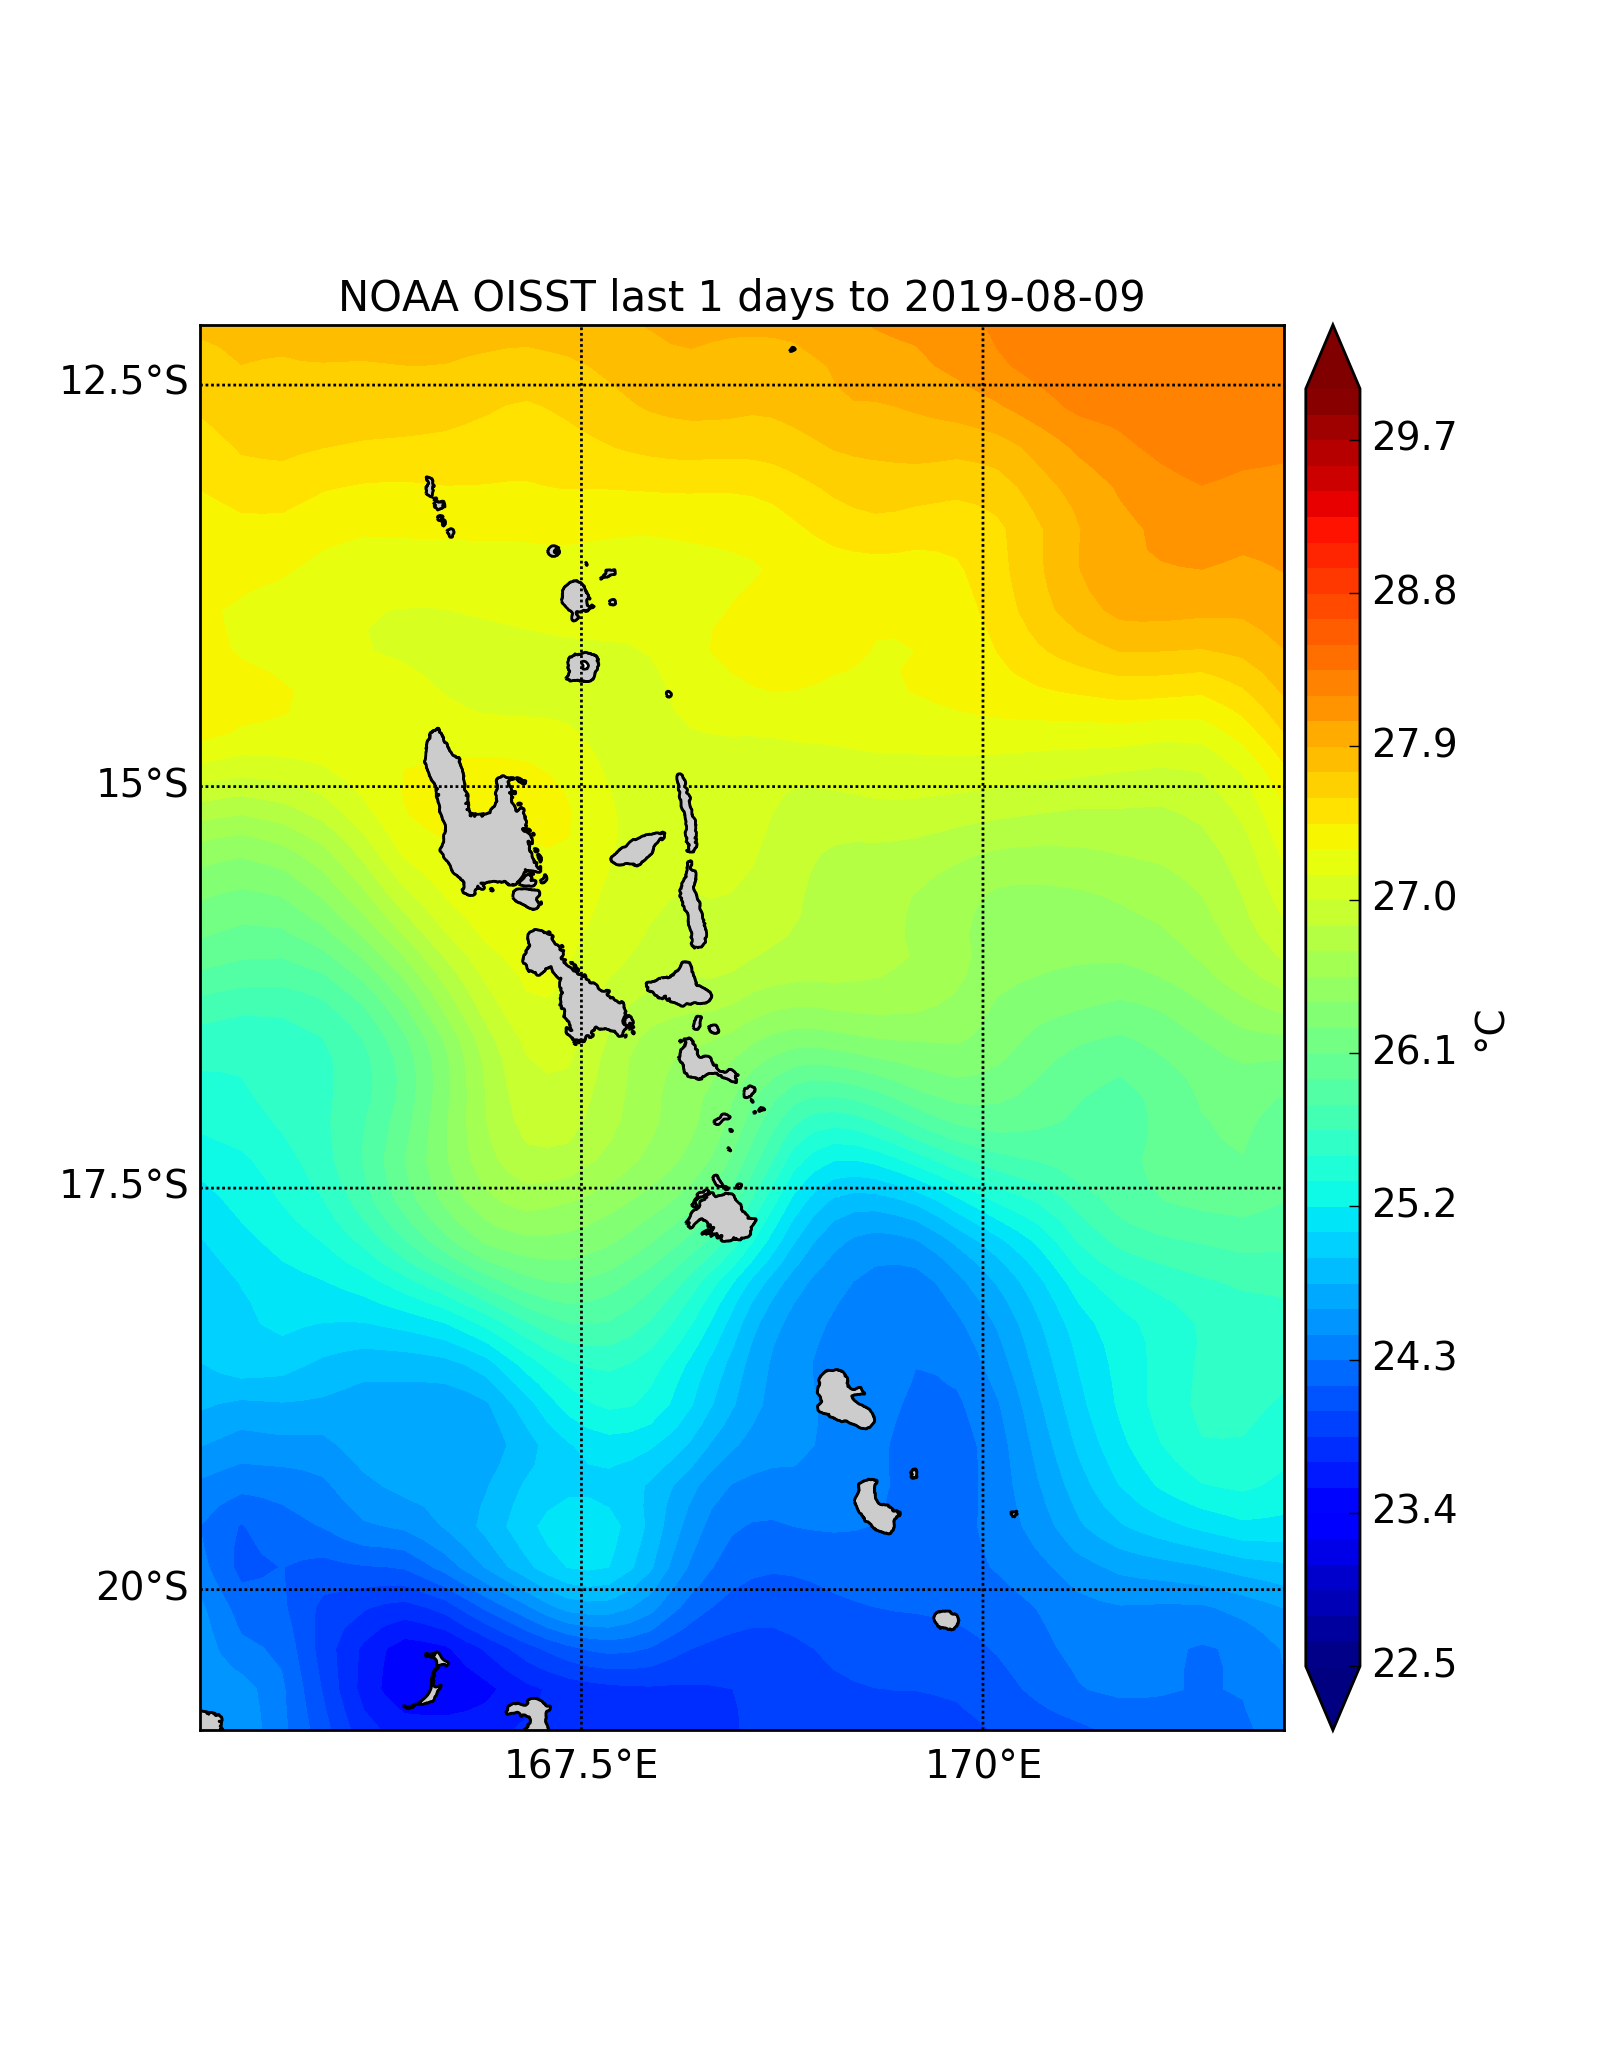 NOAA OISST last 1 days to 2019-08-09
12.5°S
15°S
17.5°S
20°S
167.5°E
170°E
29.7
28.8
27.9
27.0
26.1
25.2
24.3
23.4
22.5
°C